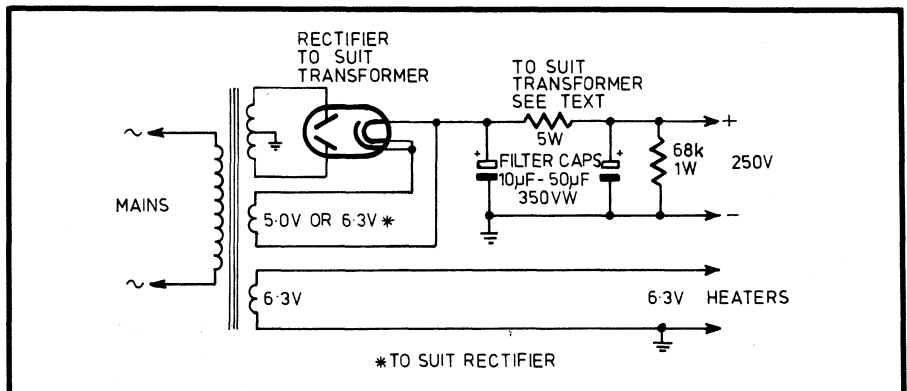 RECTIFIER
TO SUIT
TRANSFORMER
TO SUIT
TRANSFORMER
SEE TEXT
5W
+
~
+
FILTER CAPS
10µF-50µF
350VW
+
68k
1W
250V
MAINS
5·0V OR 6·3V *
-
~
6·3V
6·3V HEATERS
*TO SUIT RECTIFIER